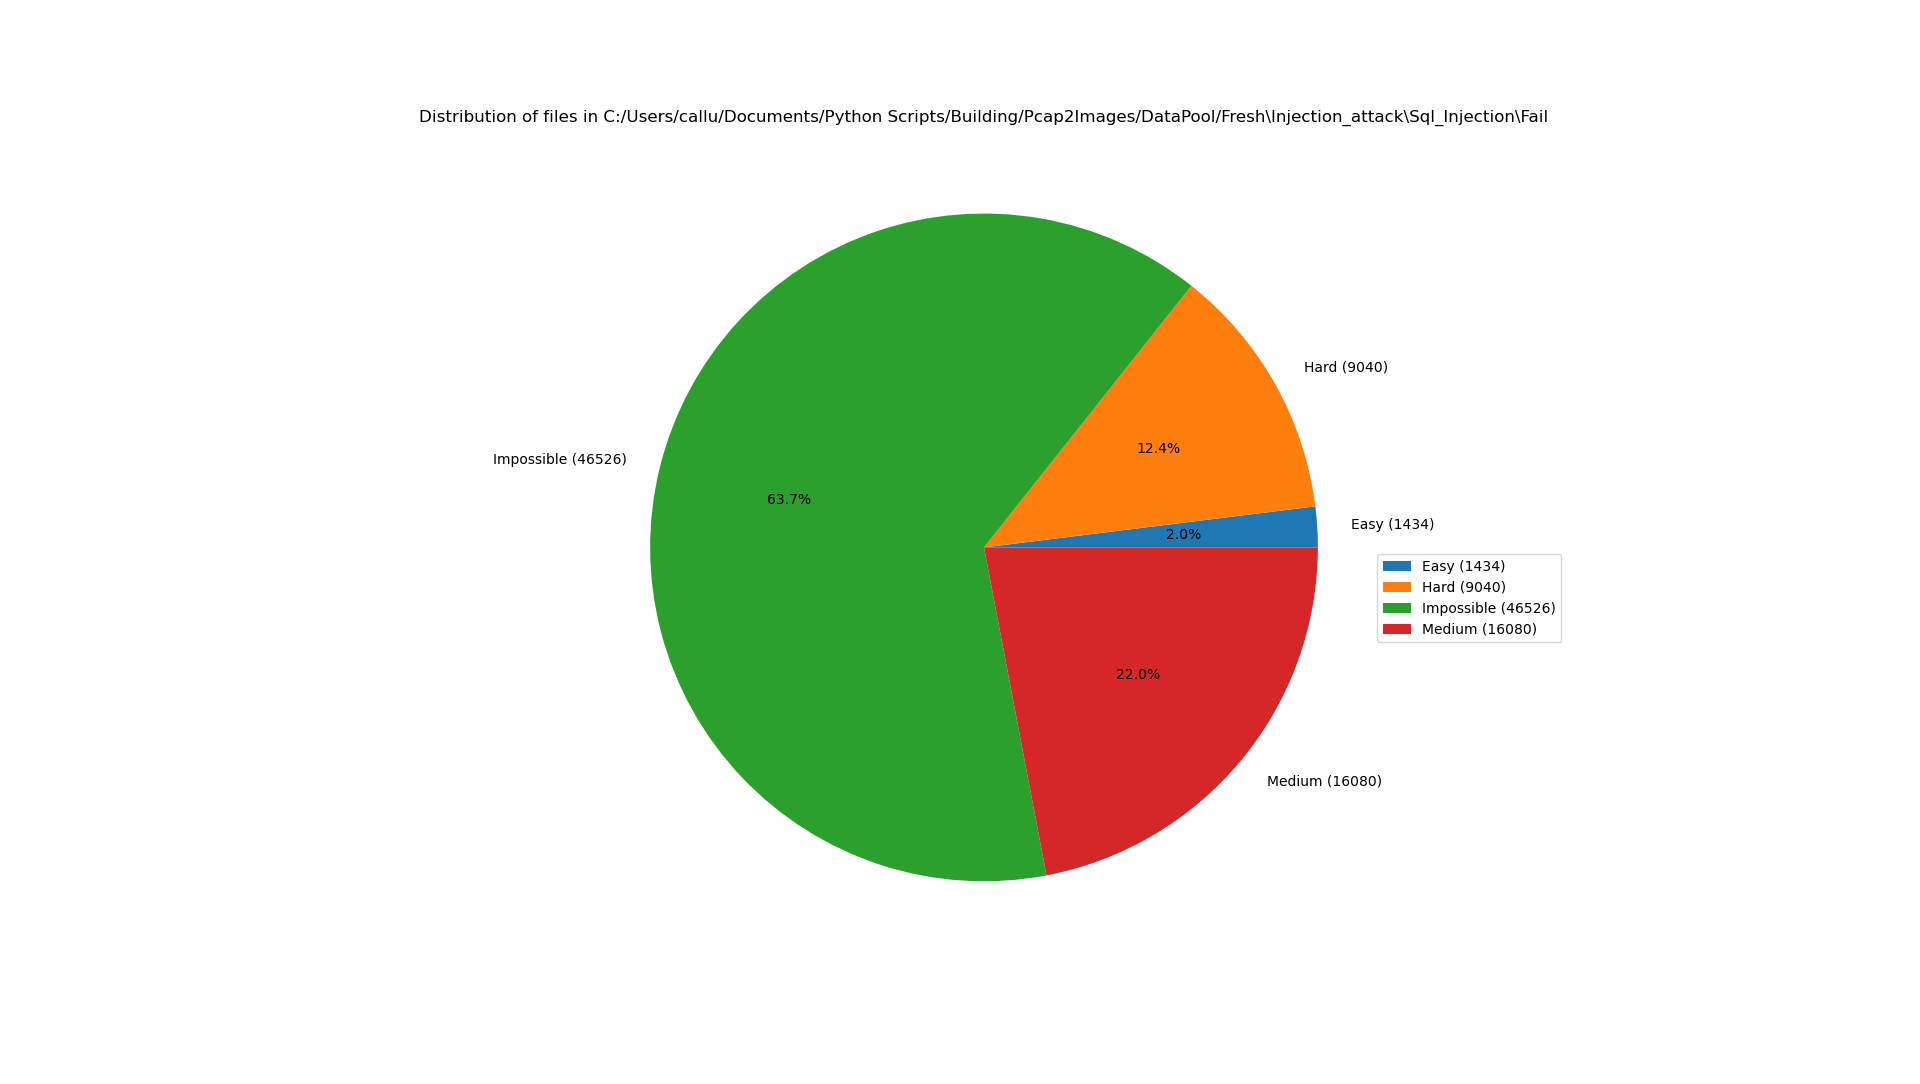 Distribution of files in C:/Users/callu/Documents/Python Scripts/Building/Pcap2Images/DataPool/Fresh\Injection_attack\Sql_Injection\Fail
Hard (9040)
12.4%
Impossible (46526)
63.7%
Easy (1434)
2.0%
Easy (1434)
Hard (9040)
Impossible (46526)
Medium (16080)
22.0%
Medium (16080)